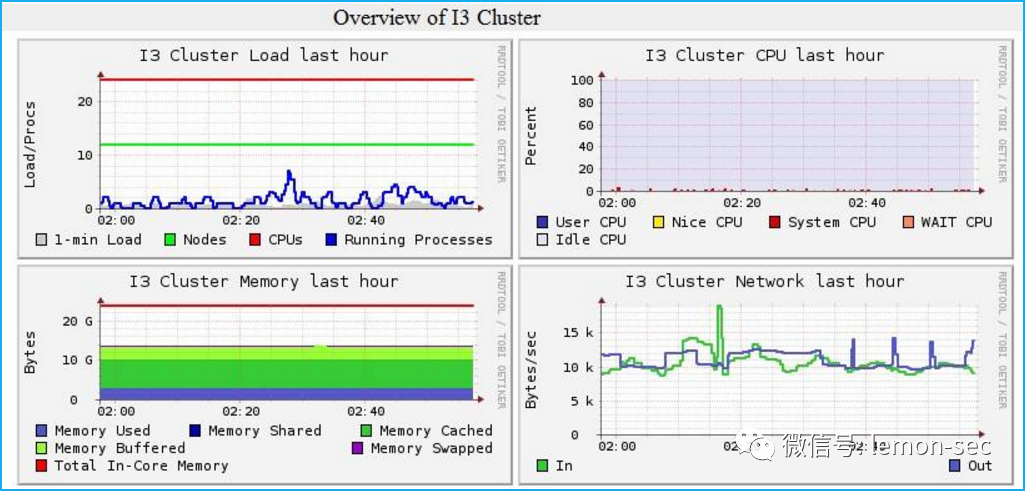 Overview of I3 Cluster
I3 Cluster Load last hour
RRDTOOL / TOBI OETIKER
Load/Procs
20
10
0
02:00 02:20 02:40
1-min Load Nodes CPUs Running Processes
I3 Cluster CPU last hour
RRDTOOL / TOBI OETIKER
Percent
100
80
60
40
20
0
02:00 02:20 02:40
User CPU Nice CPU System CPU WAIT CPU
Idle CPU
I3 Cluster Memory last hour
RRDTOOL / TOBI OETIKER
Bytes
20 G
10 G
0
02:00 02:20 02:40
Memory Used Memory Shared Memory Cached
Memory Buffered Memory Swapped
Total In-Core Memory
I3 Cluster Network last hour
RRDTOOL / TOBI OETIKER
Bytes/sec
15 k
10 k
5 k
0
02:00 02:20 02:40
In Out
微信号: lemon-sec